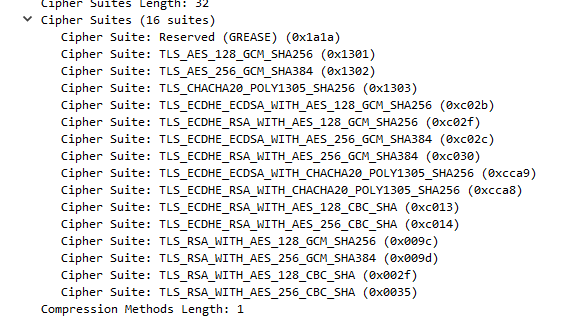 Cipher Suites Length: 32
Cipher Suites (16 suites)
Cipher Suite: Reserved (GREASE) (0x1a1a)
Cipher Suite: TLS_AES_128_GCM_SHA256 (0x1301)
Cipher Suite: TLS_AES_256_GCM_SHA384 (0x1302)
Cipher Suite: TLS_CHACHA20_POLY1305_SHA256 (0x1303)
Cipher Suite: TLS_ECDHE_ECDSA_WITH_AES_128_GCM_SHA256 (0xc02b)
Cipher Suite: TLS_ECDHE_RSA_WITH_AES_128_GCM_SHA256 (0xc02f)
Cipher Suite: TLS_ECDHE_ECDSA_WITH_AES_256_GCM_SHA384 (0xc02c)
Cipher Suite: TLS_ECDHE_RSA_WITH_AES_256_GCM_SHA384 (0xc030)
Cipher Suite: TLS_ECDHE_ECDSA_WITH_CHACHA20_POLY1305_SHA256 (0xcca9)
Cipher Suite: TLS_ECDHE_RSA_WITH_CHACHA20_POLY1305_SHA256 (0xcca8)
Cipher Suite: TLS_ECDHE_RSA_WITH_AES_128_CBC_SHA (0xc013)
Cipher Suite: TLS_ECDHE_RSA_WITH_AES_256_CBC_SHA (0xc014)
Cipher Suite: TLS_RSA_WITH_AES_128_GCM_SHA256 (0x009c)
Cipher Suite: TLS_RSA_WITH_AES_256_GCM_SHA384 (0x009d)
Cipher Suite: TLS_RSA_WITH_AES_128_CBC_SHA (0x002f)
Cipher Suite: TLS_RSA_WITH_AES_256_CBC_SHA (0x0035)
Compression Methods Length: 1